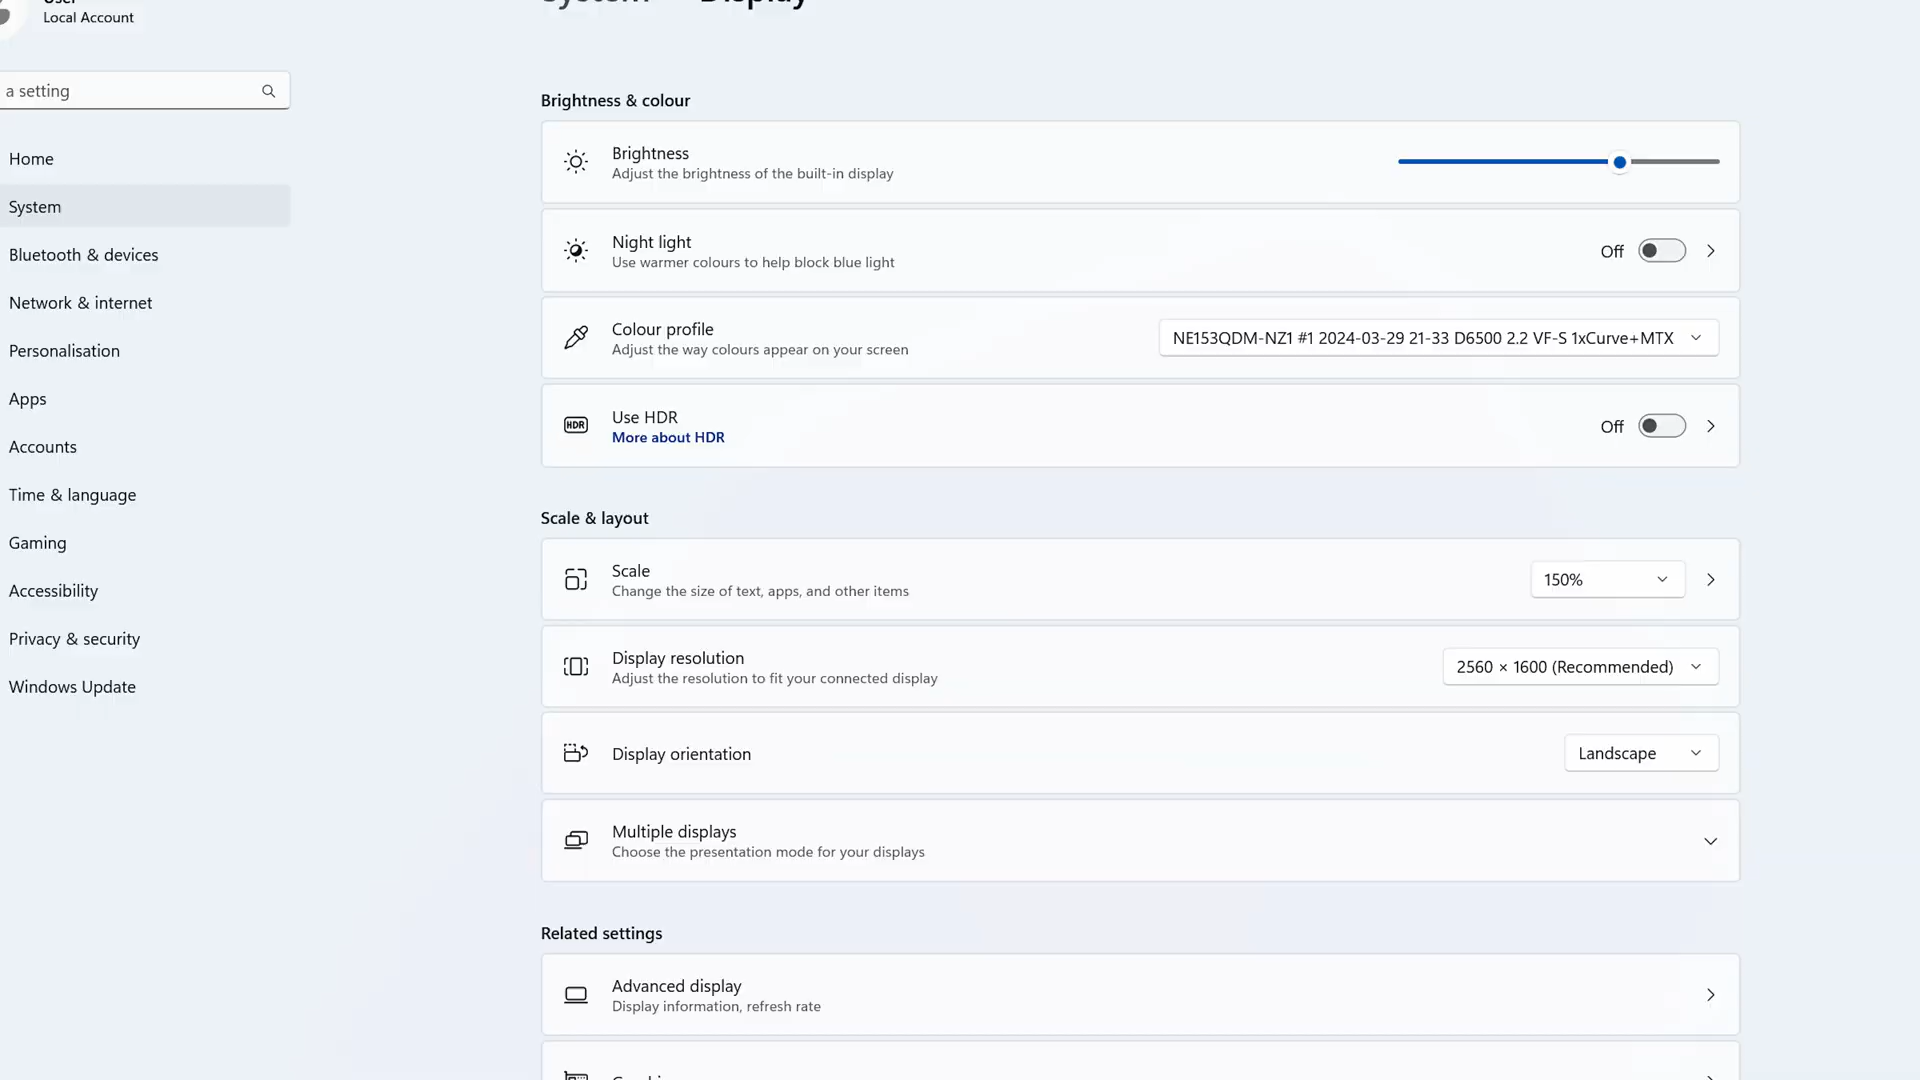 Local Account
System Display
a setting
Home
System
Bluetooth & devices
Network & internet
Personalisation
Apps
Accounts
Time & language
Gaming
Accessibility
Privacy & security
Windows Update
Brightness & colour
Brightness
Adjust the brightness of the built-in display
Night light
Use warmer colours to help block blue light
Off
Colour profile
Adjust the way colours appear on your screen
NE153QDM-NZ1 #1 2024-03-29 21-33 D6500 2.2 VF-S 1xCurve+MTX
HDR
Use HDR
More about HDR
Off
Scale & layout
Scale
Change the size of text, apps, and other items
150%
Display resolution
Adjust the resolution to fit your connected display
2560 × 1600 (Recommended)
Display orientation
Landscape
Multiple displays
Choose the presentation mode for your displays
Related settings
Advanced display
Display information, refresh rate